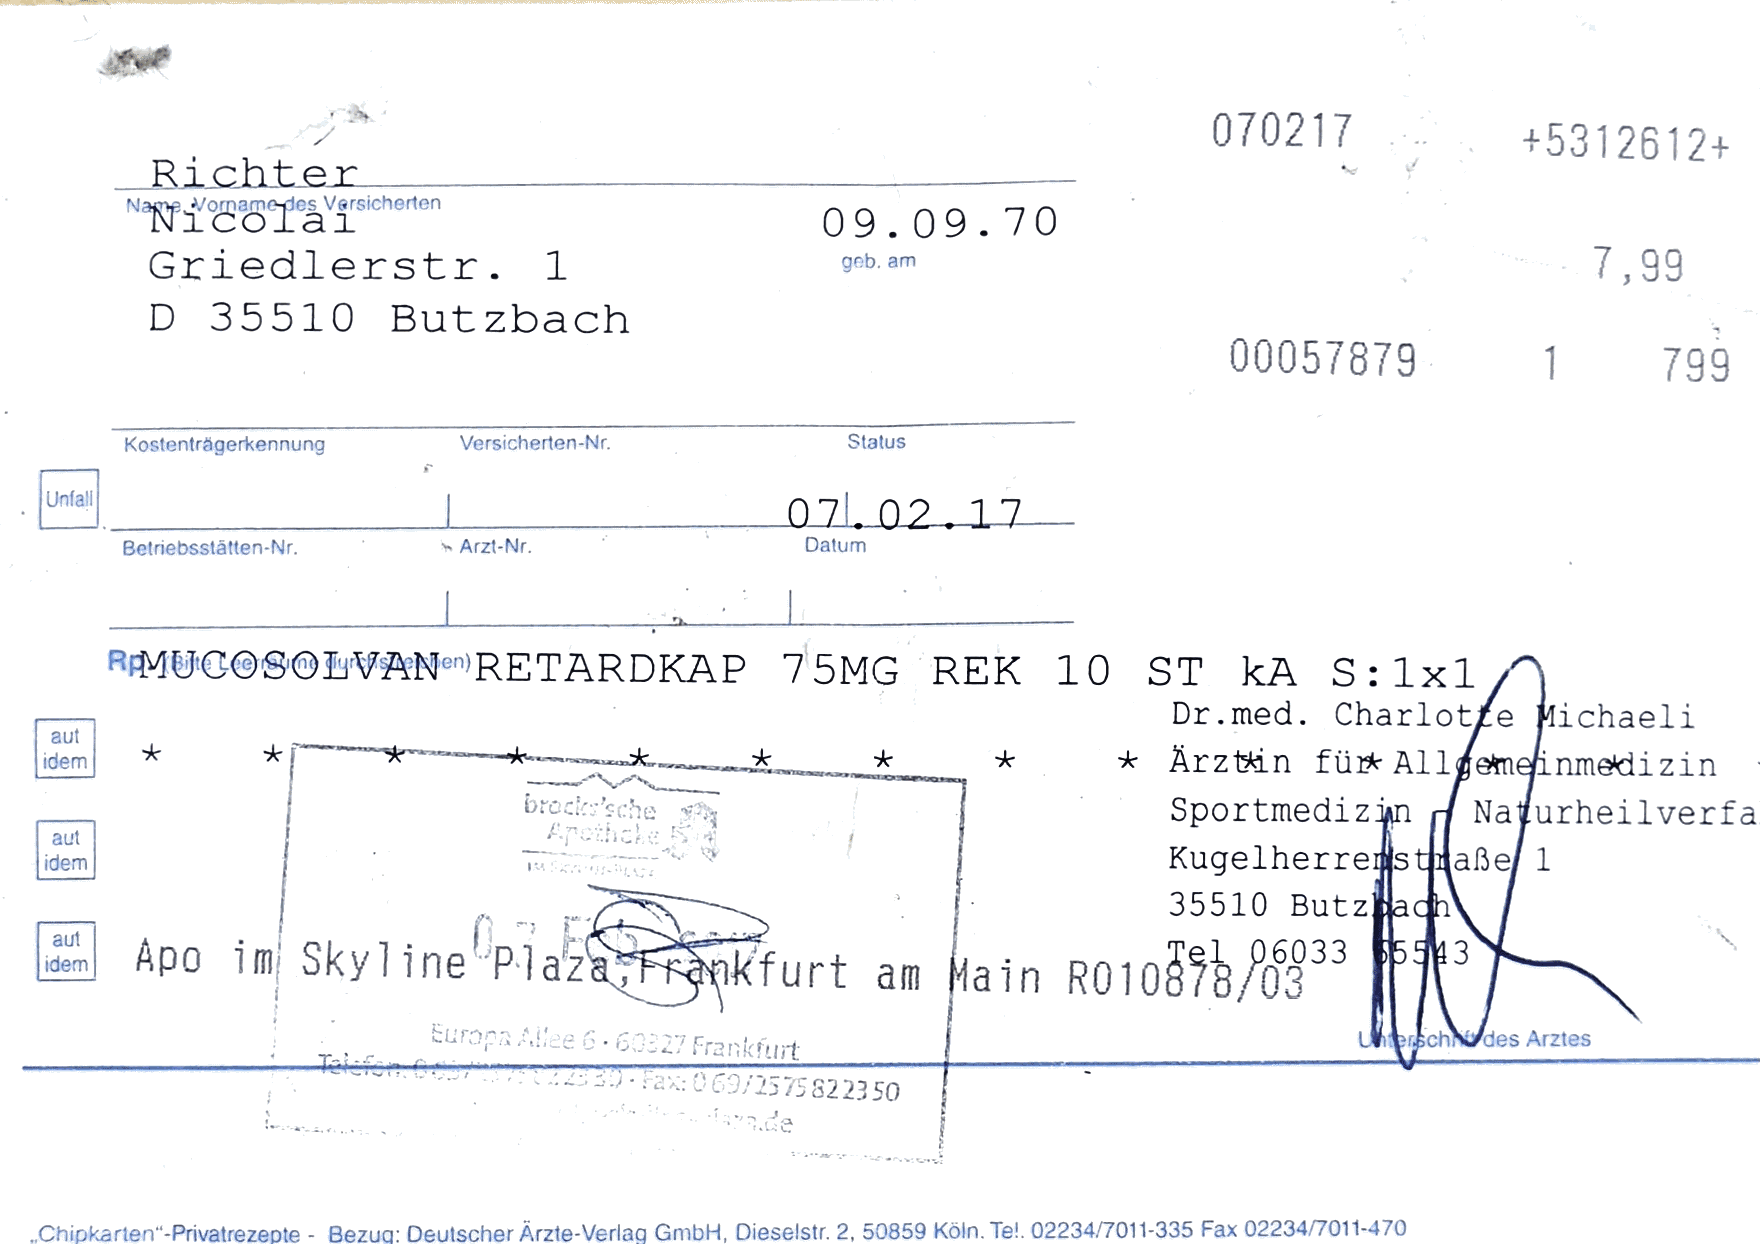 070217 +5312612+
Richter
Name, Vorname des Versicherten
Nicolai 09.09.70
geb. am
Griedlerstr. 1
7,99
D 35510 Butzbach
00057879 1 799
Kostenträgerkennung Versicherten-Nr. Status
Unfall
07.02.17
Betriebsstätten-Nr. Arzt-Nr. Datum
Rp. (Bitte Leerräume durchstreichen)
MUCOSOLVAN RETARDKAP 75MG REK 10 ST kA S:1x1
Dr.med. Charlotte Michaeli
aut idem
* * * * * * * * * * * * *
Ärztin für Allgemeinmedizin
brocks'sche
Apotheke
IM SKYLINE-PLAZA
Sportmedizin - Naturheilverfa
aut idem
Kugelherrenstraße 1
35510 Butzbach
Tel 06033 65543
aut idem
07. Feb.
Apo im Skyline Plaza,Frankfurt am Main R010878/03
Europa Allee 6 · 60327 Frankfurt
Unterschrift des Arztes
Telefon: · Fax: 069/2575822350
„Chipkarten“-Privatrezepte - Bezug: Deutscher Ärzte-Verlag GmbH, Dieselstr. 2, 50859 Köln. Tel. 02234/7011-335 Fax 02234/7011-470